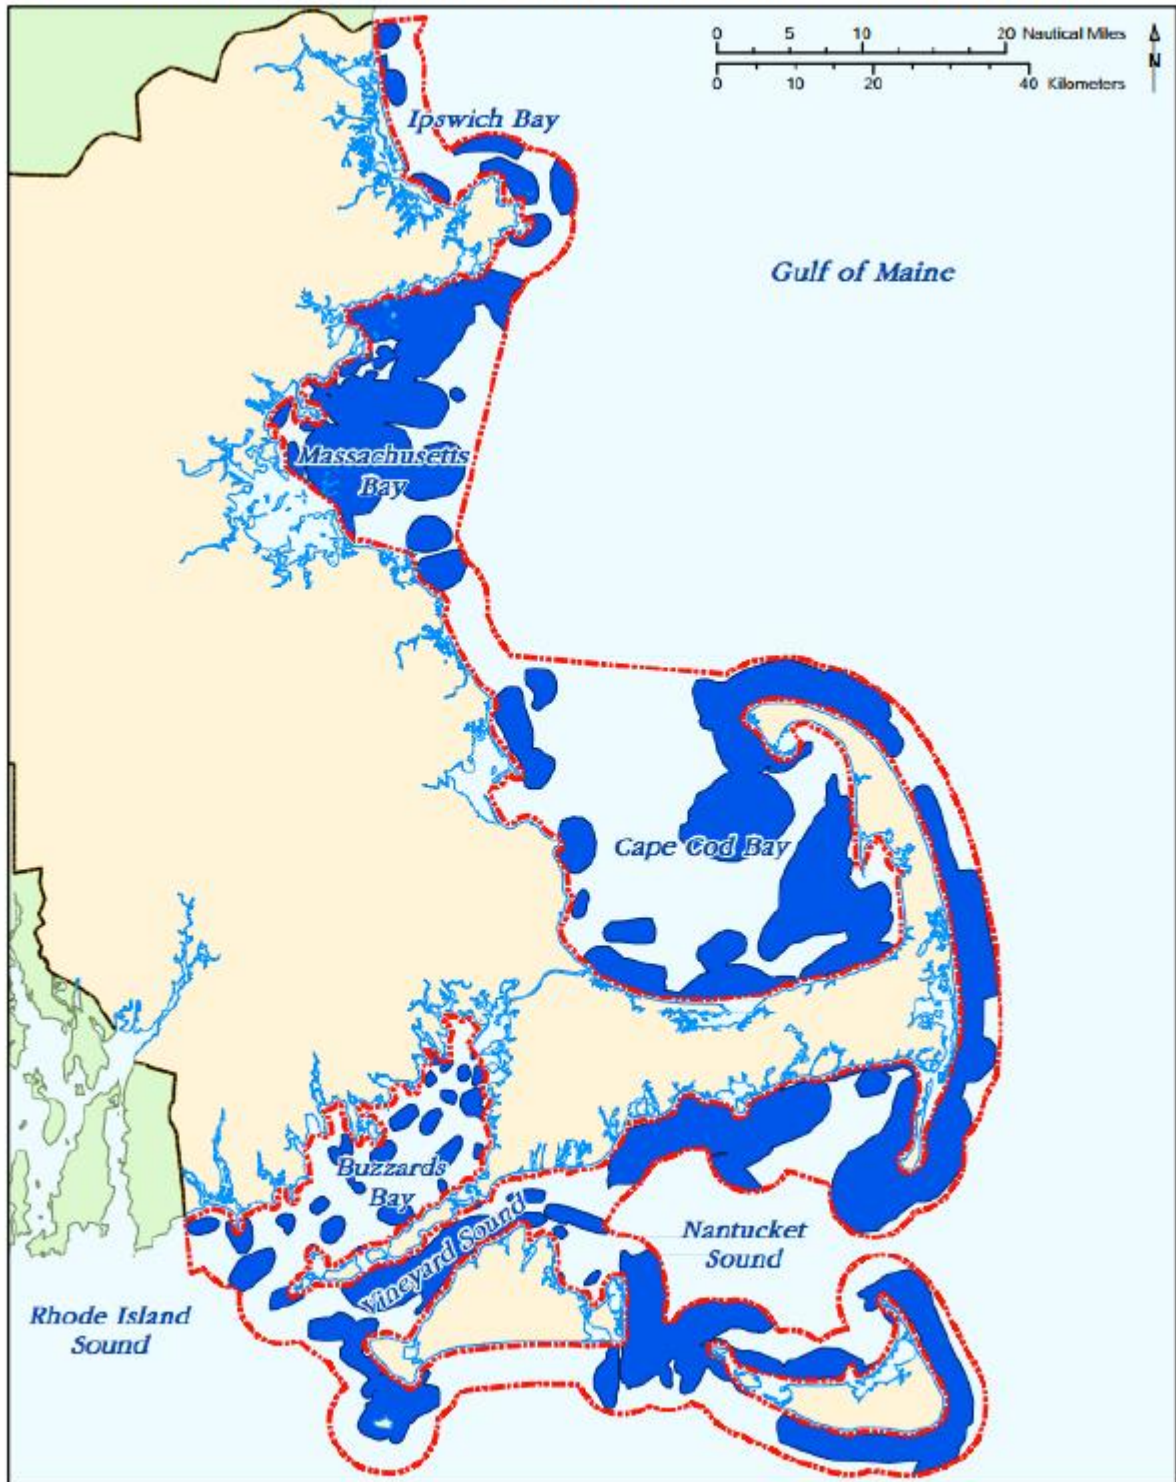 0 5 10 20 Nautical Miles
0 10 20 40 Kilometers
N
Ipswich Bay
Gulf of Maine
Massachusetts
Bay
Cape Cod Bay
Buzzards
Bay
Vineyard Sound
Nantucket
Sound
Rhode Island
Sound